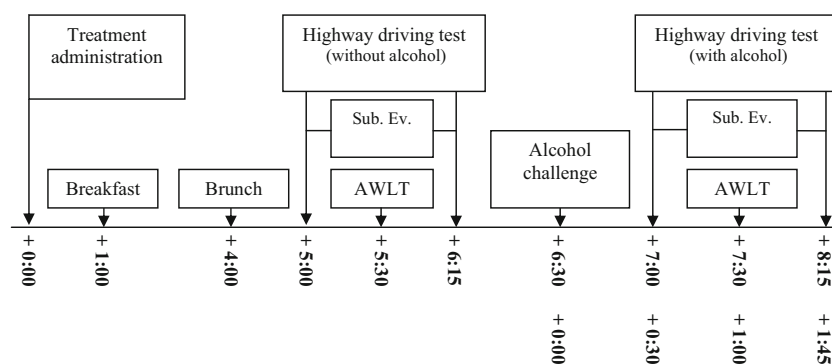 Treatment
administration
Highway driving test
(without alcohol)
Highway driving test
(with alcohol)
Sub. Ev.
Sub. Ev.
Alcohol
challenge
Breakfast
Brunch
AWLT
AWLT
+ 0:00
+ 1:00
+ 4:00
+ 5:00
+ 5:30
+ 6:15
+ 6:30
+ 7:00
+ 7:30
+ 8:15
+ 0:00
+ 0:30
+ 1:00
+ 1:45